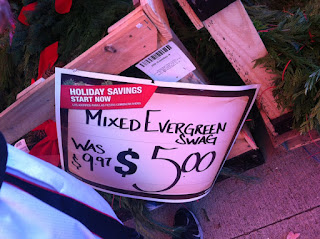 HOLIDAY SAVINGS
START NOW
MIXED EVERGREEN
SWAG
WAS
$9.97 $5.00